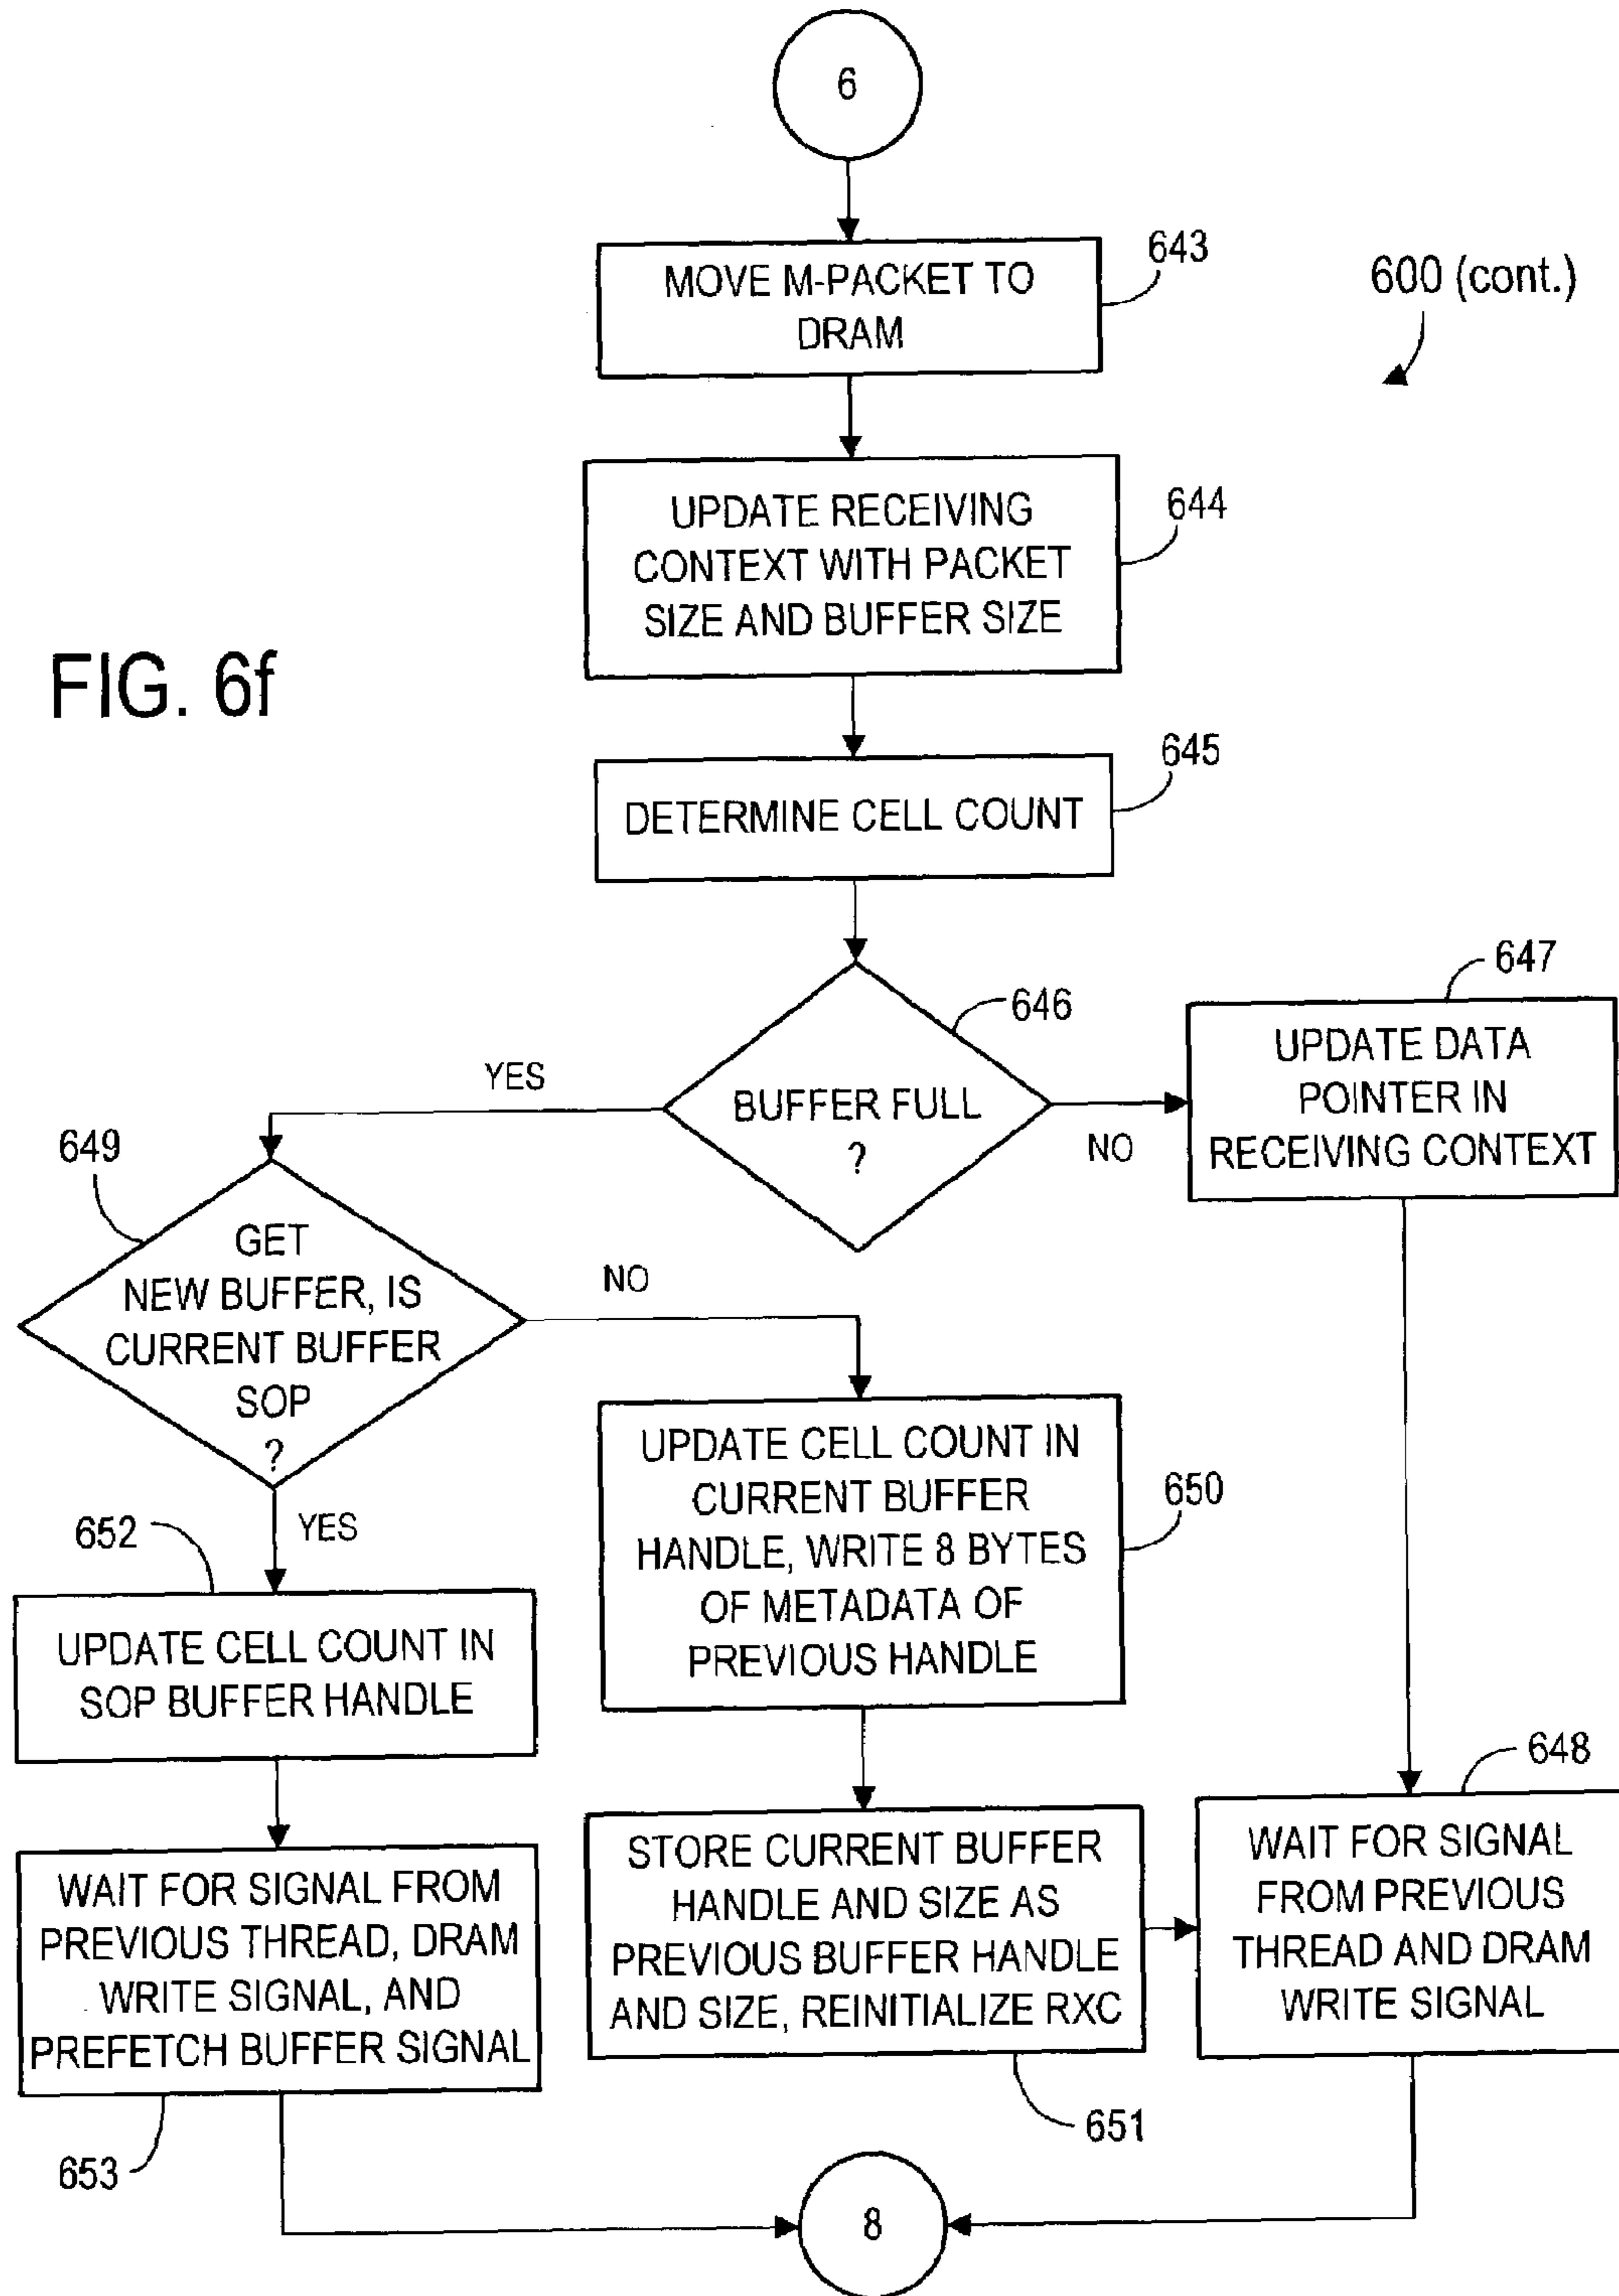 6
MOVE M-PACKET TO
DRAM
643
600 (cont.)
UPDATE RECEIVING
CONTEXT WITH PACKET
SIZE AND BUFFER SIZE
644
FIG. 6f
DETERMINE CELL COUNT
645
BUFFER FULL
?
646
YES
NO
647
UPDATE DATA
POINTER IN
RECEIVING CONTEXT
649
GET
NEW BUFFER, IS
CURRENT BUFFER
SOP
?
NO
YES
UPDATE CELL COUNT IN
CURRENT BUFFER
HANDLE, WRITE 8 BYTES
OF METADATA OF
PREVIOUS HANDLE
650
652
UPDATE CELL COUNT IN
SOP BUFFER HANDLE
648
WAIT FOR SIGNAL FROM
PREVIOUS THREAD, DRAM
WRITE SIGNAL, AND
PREFETCH BUFFER SIGNAL
653
STORE CURRENT BUFFER
HANDLE AND SIZE AS
PREVIOUS BUFFER HANDLE
AND SIZE, REINITIALIZE RXC
651
WAIT FOR SIGNAL
FROM PREVIOUS
THREAD AND DRAM
WRITE SIGNAL
8